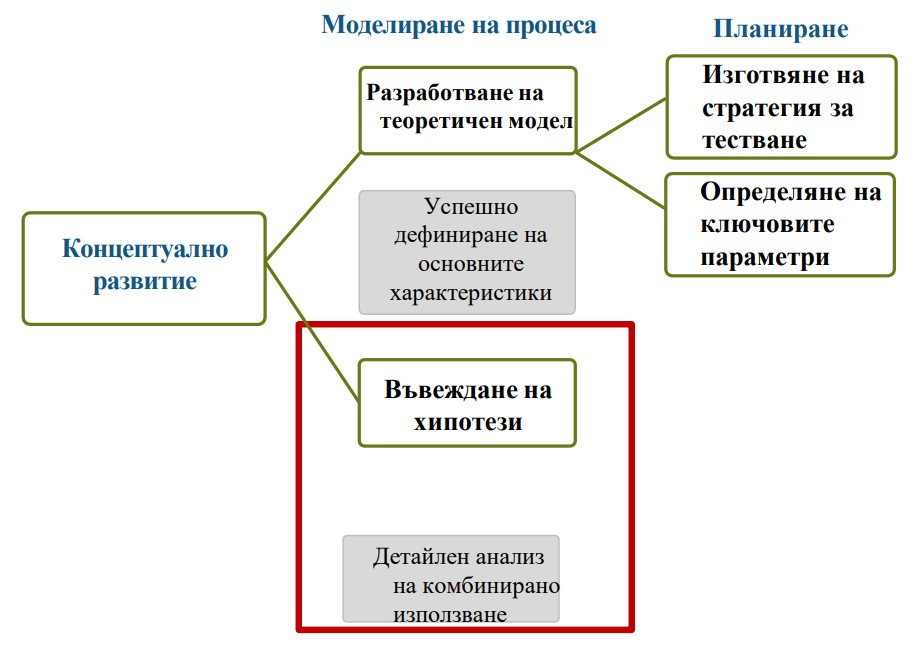 Моделиране на процеса
Планиране
Разработване на
теоретичен модел
Изготвяне на
стратегия за
тестване
Определяне на
ключовите
параметри
Успешно
дефиниране на
основните
характеристики
Концептуално
развитие
Въвеждане на
хипотези
Детайлен анализ
на комбинирано
използване